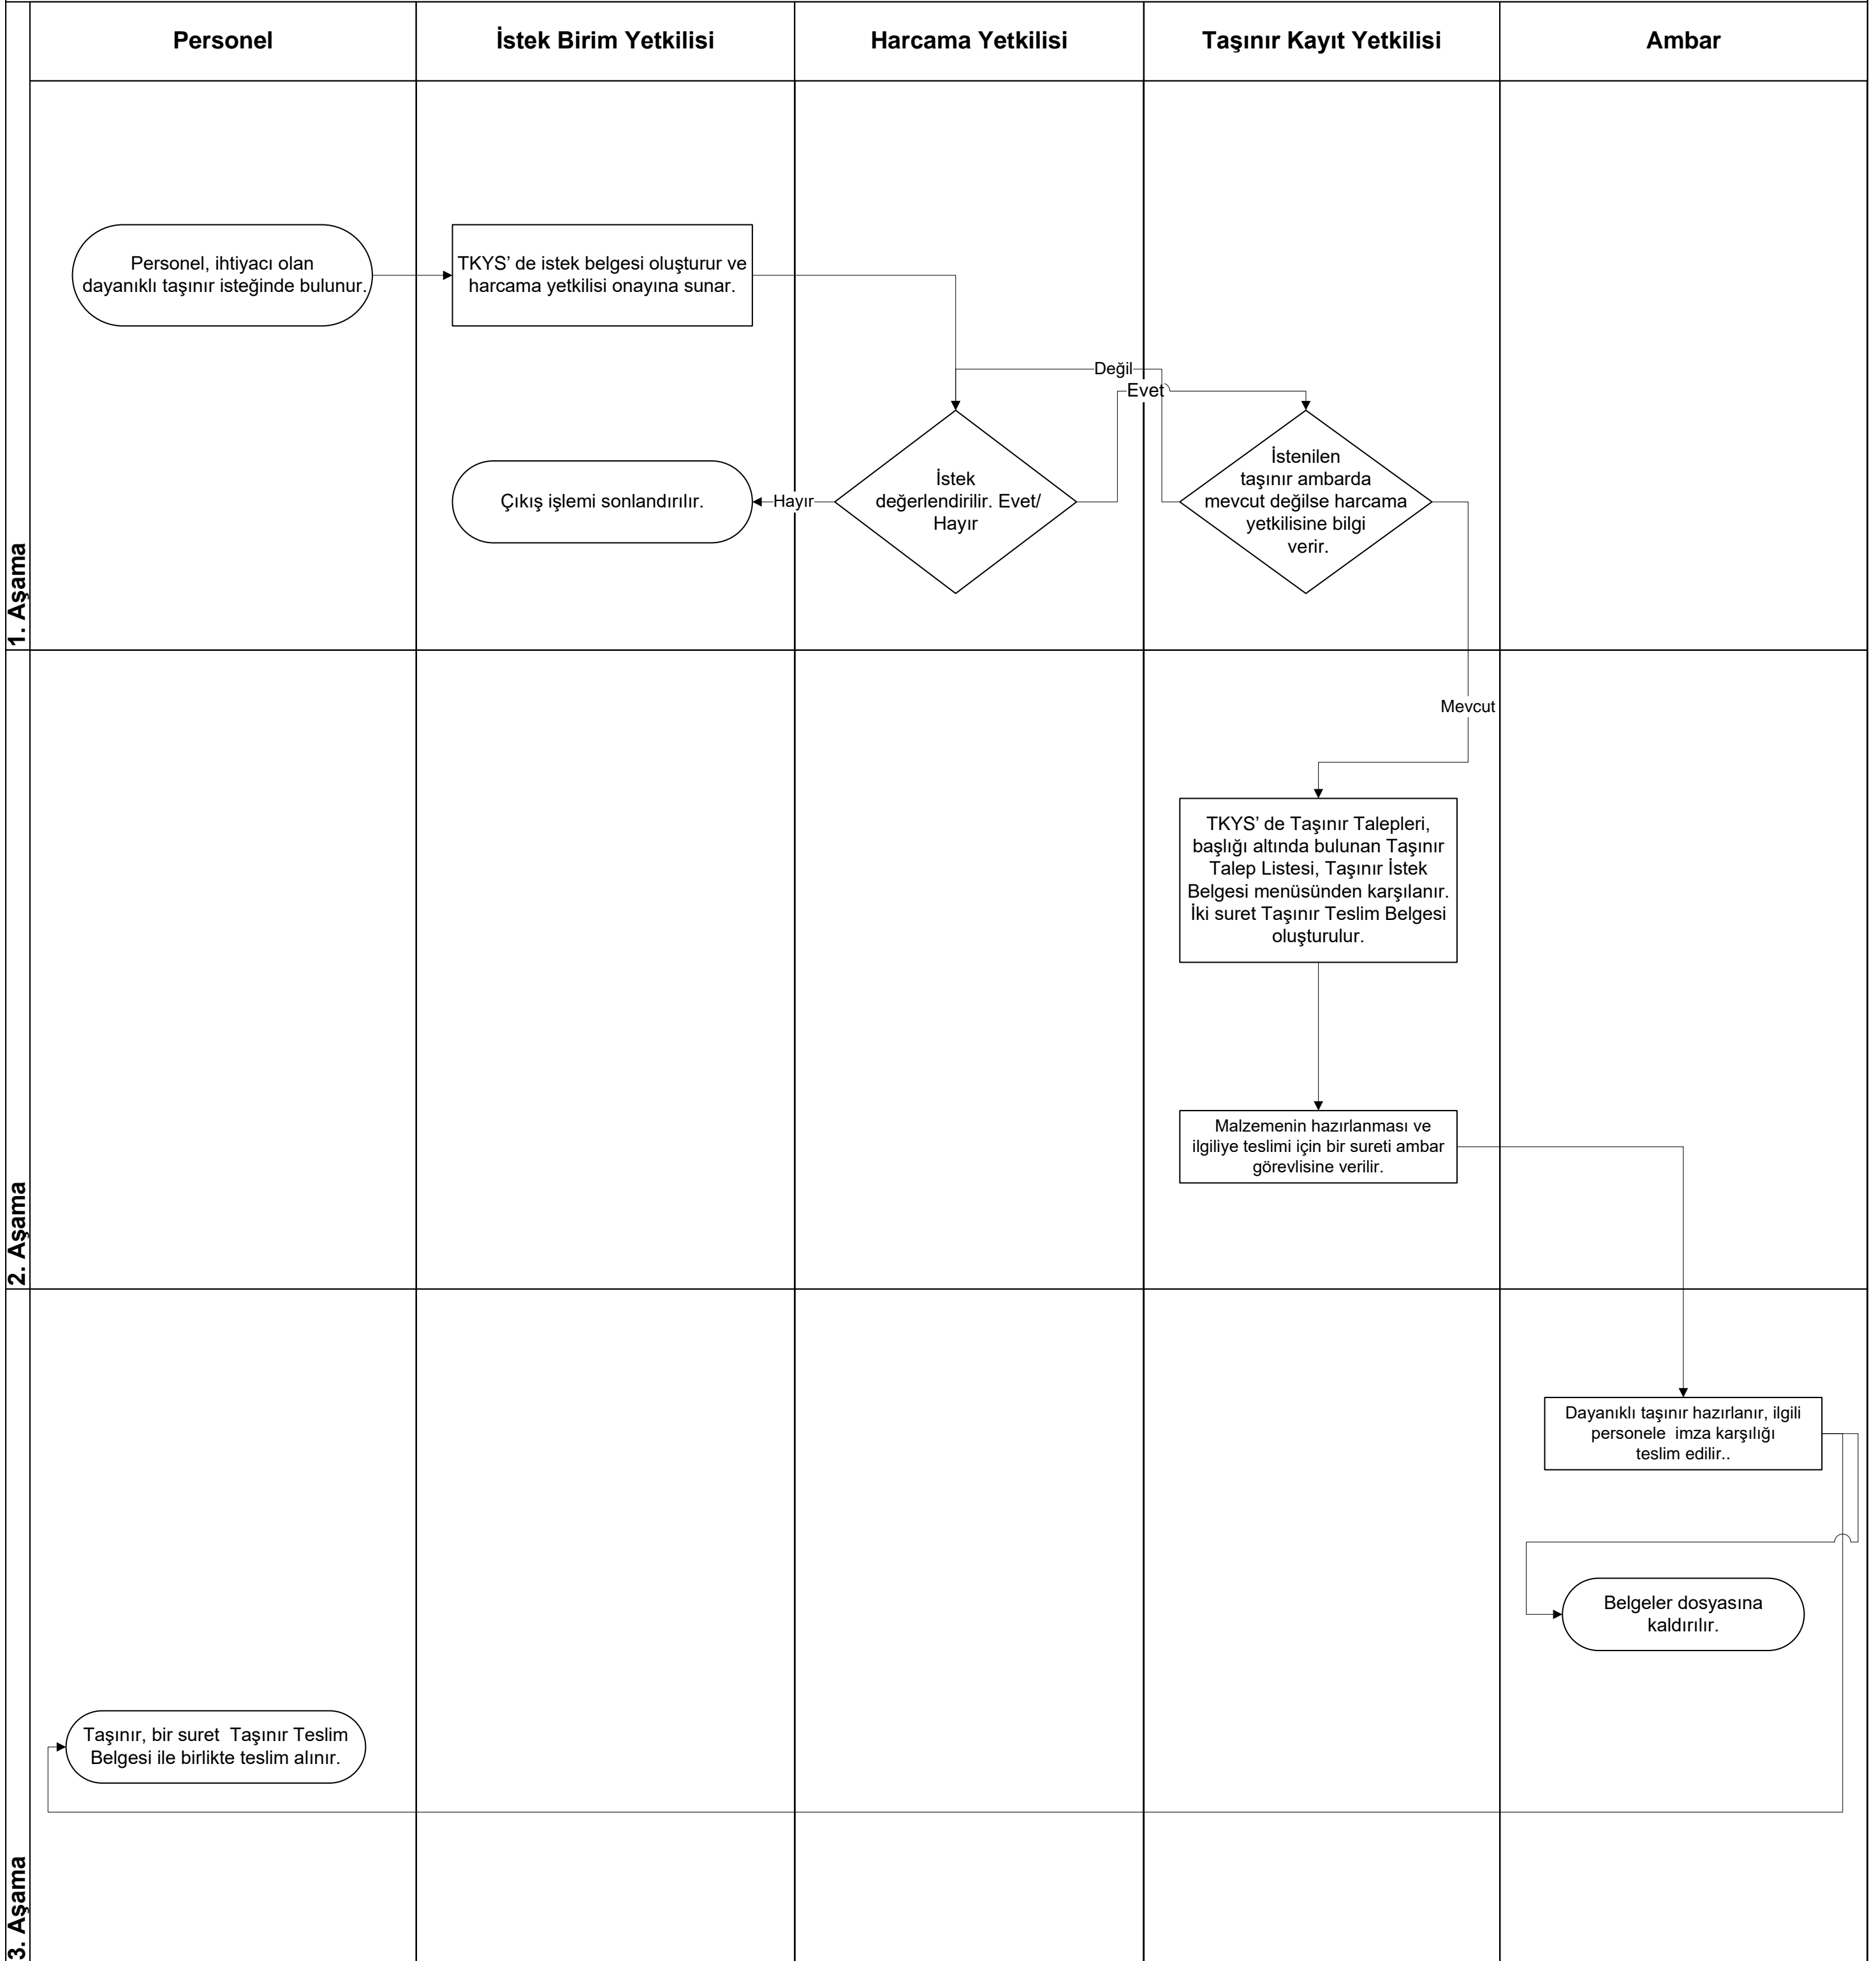 Personel
İstek Birim Yetkilisi
Harcama Yetkilisi
Taşınır Kayıt Yetkilisi
Ambar
1. Aşama
Personel, ihtiyacı olan
dayanıklı taşınır isteğinde bulunur.
TKYS’ de istek belgesi oluşturur ve
harcama yetkilisi onayına sunar.
Değil
Evet
Çıkış işlemi sonlandırılır.
Hayır
İstek
değerlendirilir. Evet/
Hayır
İstenilen
taşınır ambarda
mevcut değilse harcama
yetkilisine bilgi
verir.
2. Aşama
Mevcut
TKYS’ de Taşınır Talepleri,
başlığı altında bulunan Taşınır
Talep Listesi, Taşınır İstek
Belgesi menüsünden karşılanır.
İki suret Taşınır Teslim Belgesi
oluşturulur.
Malzemenin hazırlanması ve
ilgiliye teslimi için bir sureti ambar
görevlisine verilir.
3. Aşama
Dayanıklı taşınır hazırlanır, ilgili
personele  imza karşılığı
teslim edilir..
Belgeler dosyasına
kaldırılır.
Taşınır, bir suret  Taşınır Teslim
Belgesi ile birlikte teslim alınır.